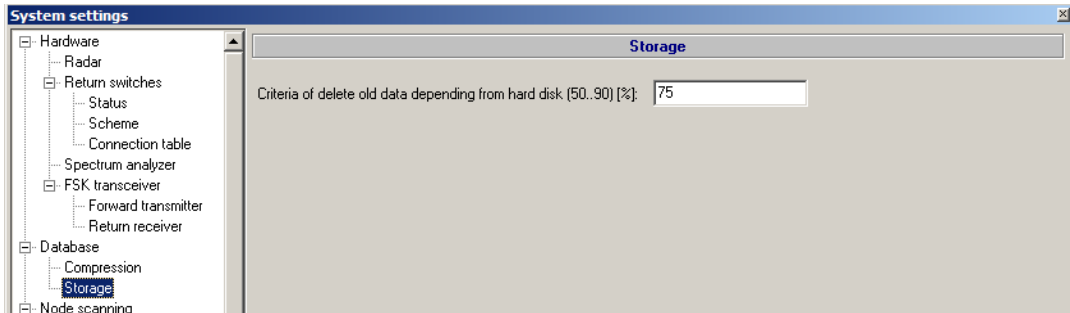 System settings
Hardware
Radar
Return switches
Status
Scheme
Connection table
Spectrum analyzer
FSK transceiver
Forward transmitter
Return receiver
Database
Compression
Storage
Node scanning
Storage
Criteria of delete old data depending from hard disk (50..90) [%]: 75